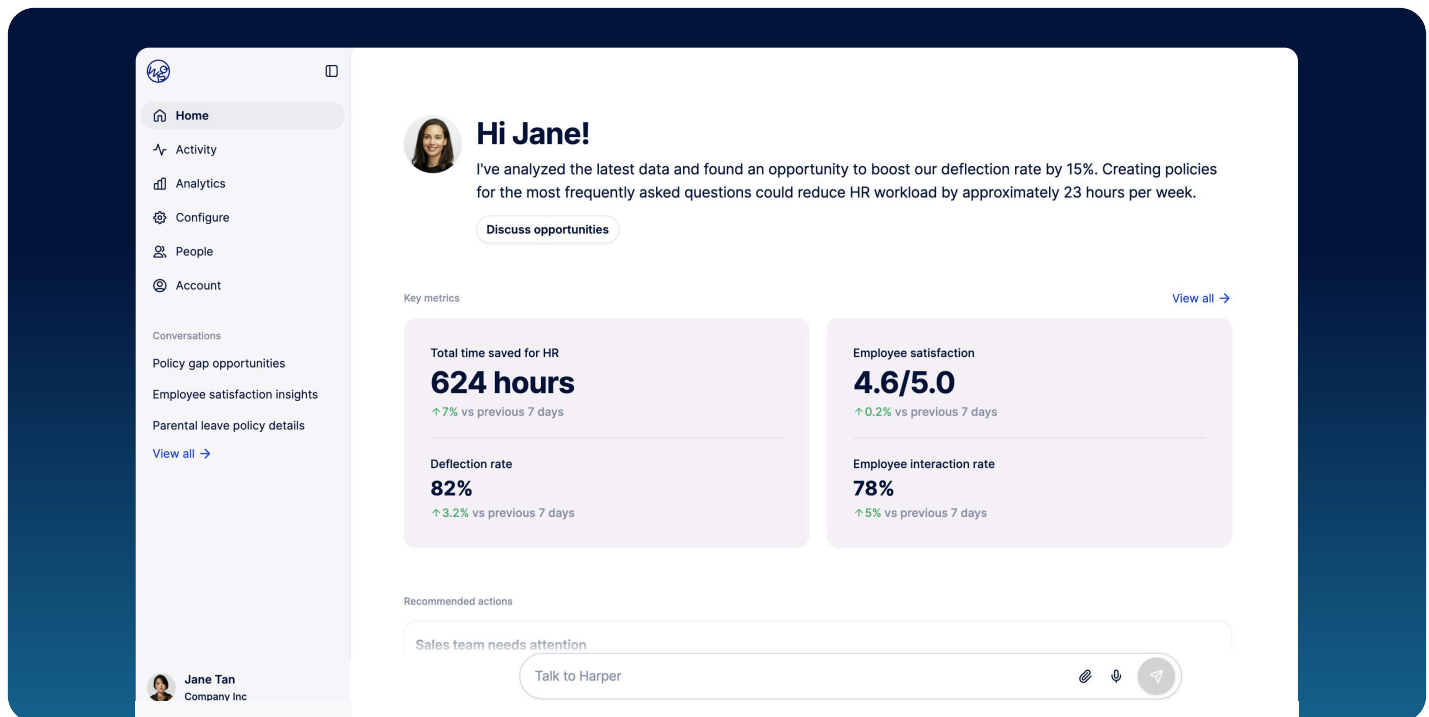 Home
Activity
Analytics
Configure
People
Account
Conversations
Policy gap opportunities
Employee satisfaction insights
Parental leave policy details
View all
Jane Tan
Company Inc
Hi Jane!
I've analyzed the latest data and found an opportunity to boost our deflection rate by 15%. Creating policies
for the most frequently asked questions could reduce HR workload by approximately 23 hours per week.
Discuss opportunities
Key metrics
View all
Total time saved for HR
624 hours
↑7% vs previous 7 days
Deflection rate
82%
↑3.2% vs previous 7 days
Employee satisfaction
4.6/5.0
↑0.2% vs previous 7 days
Employee interaction rate
78%
↑5% vs previous 7 days
Recommended actions
Sales team needs attention
Talk to Harper